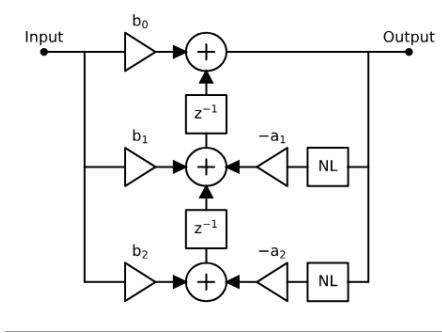 b₀
Input Output
z⁻¹
b₁ −a₁
NL
z⁻¹
b₂ −a₂
NL